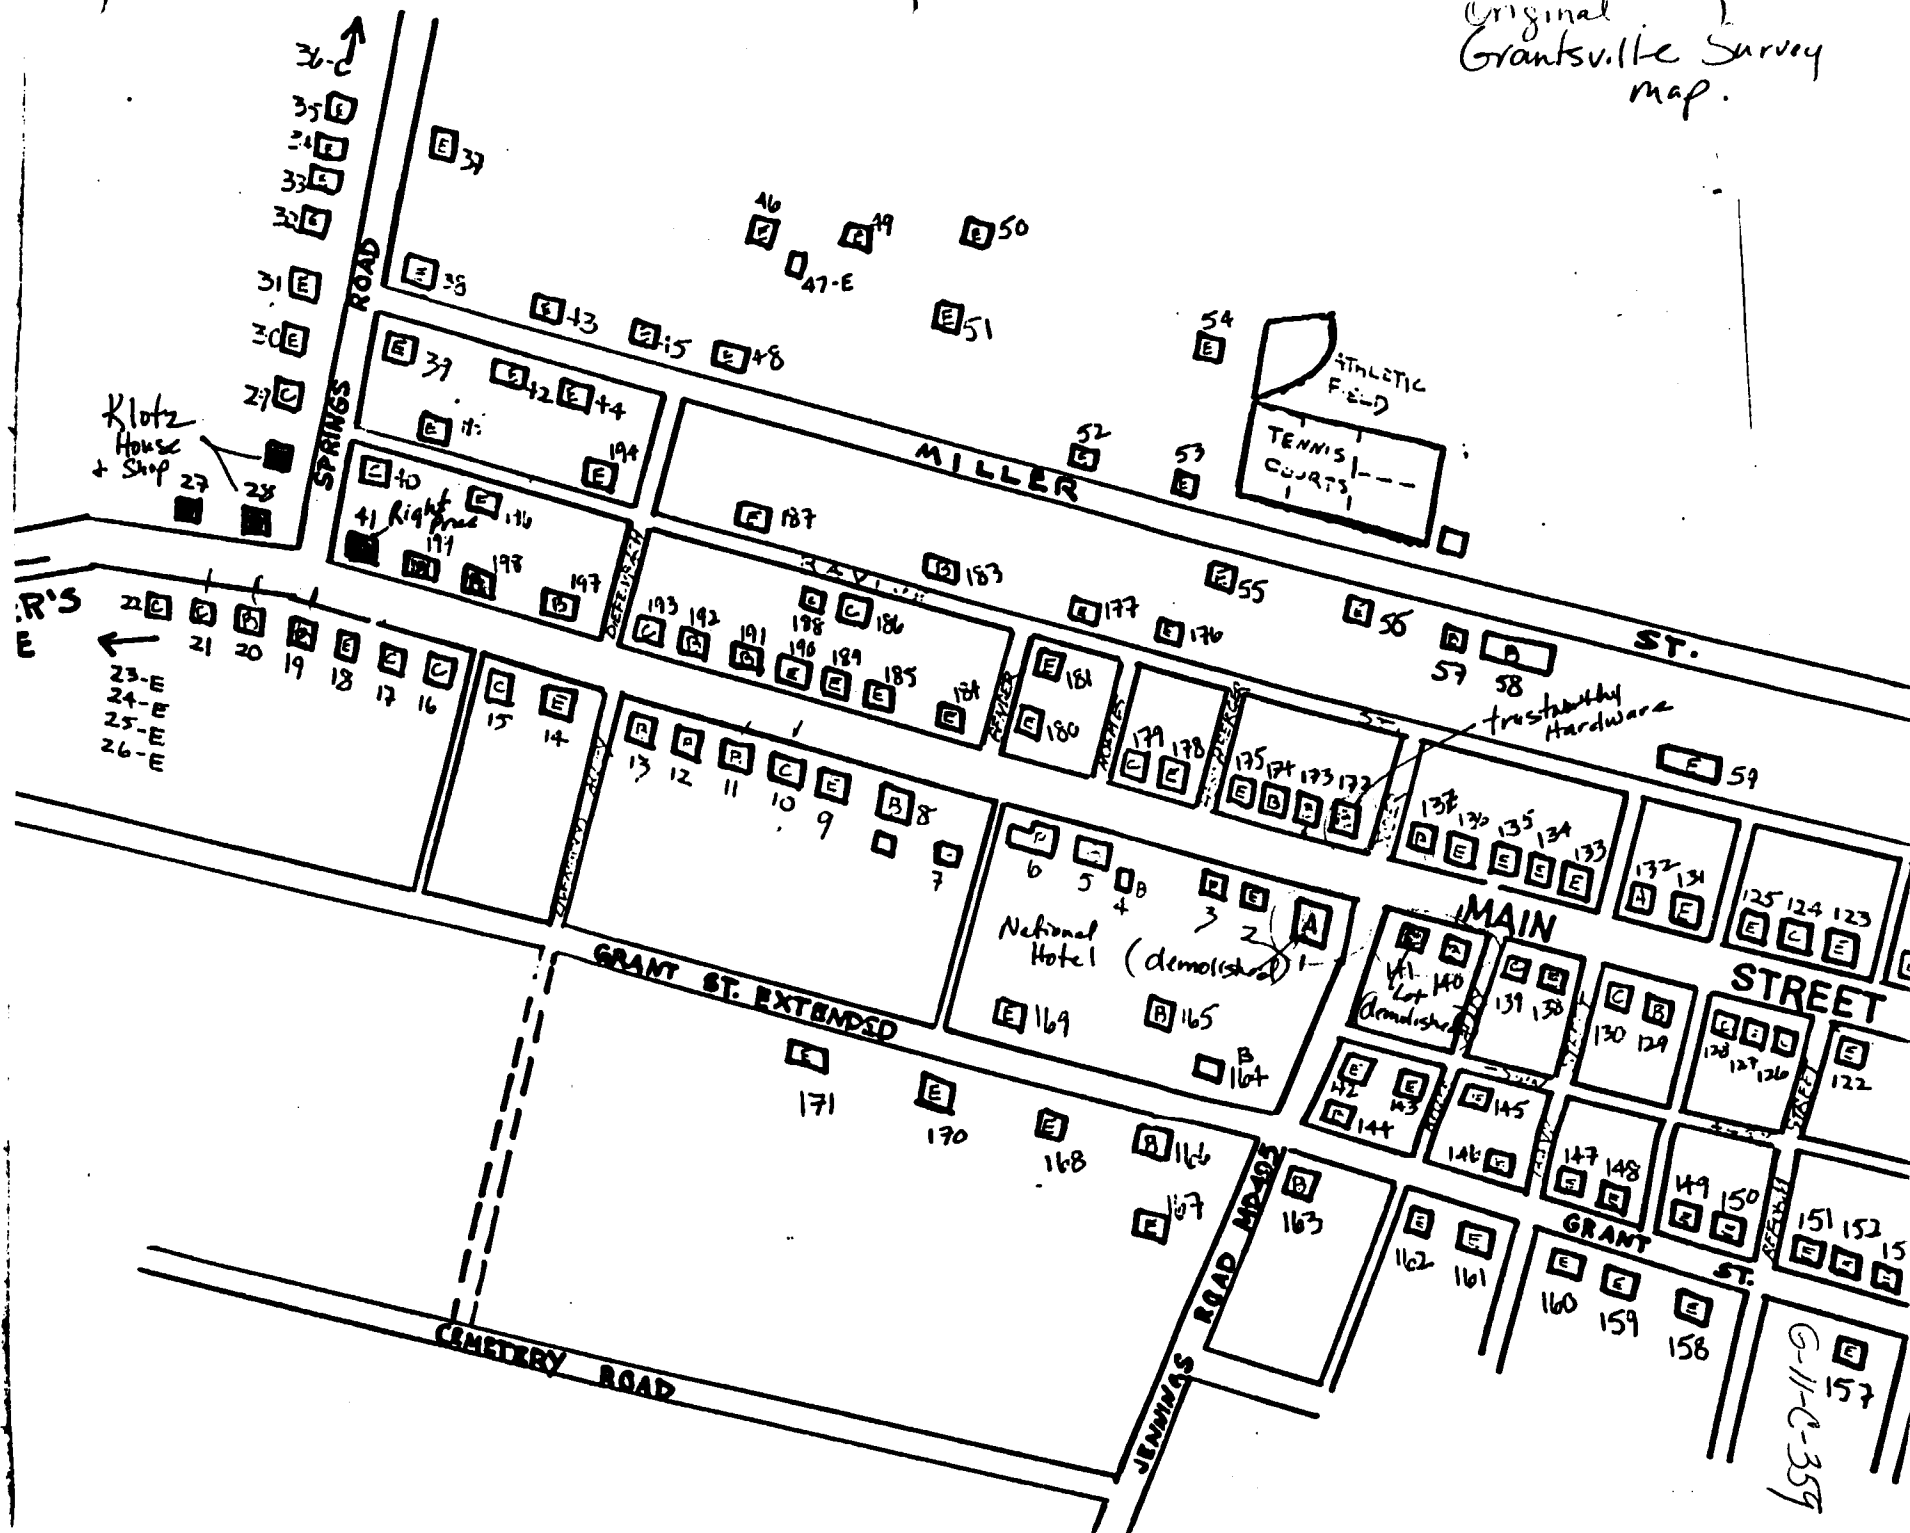 Original
Grantsville Survey
map.
36-C
35 E
33
32
31 E
30 E
29 C
37 E
38 E
ROAD
SPRINGS
Klotz
House
& Shop
27
28
46
47-E
49
50
51 E
54 E
43
48
39 E
42
44 E
194 E
40 C
41
197 B
198
MILLER
ST.
52
53 E
ATHLETIC
FIELD
TENNIS
COURTS
187
183 B
177
176
55
56
57
58 B
59
trustworthy
Hardware
22 C
21 C
20 B
19
18 E
17 C
16 C
15 C
14 E
R'S
E
23-E
24-E
25-E
26-E
193 C
192 B
191 B
190 E
189 E
188
186 C
185 E
184 E
181 E
180 E
179 C
178 E
175 E
174 B
173
172
13
12
11
10 C
9 E
8 B
7
6
5
4 B
3
2 E
1 A
National
Hotel (demolished)
136 E
135 E
134 E
133 E
132 A
131 E
125 E
124 C
123 E
MAIN
STREET
141
140
Lot
demolished
139 C
138
130 C
129 B
128
127
126
122 E
STREET
142 E
143 E
144
145
146
147
148 E
149
150
151 E
152
15
GRANT
ST.
GRANT ST. EXTENDED
169 E
165 B
164 B
171 E
170 E
168 E
166 B
167 E
163 B
162 E
161 E
160 E
159 E
158 E
157 E
JENNINGS ROAD MD 495
CEMETERY ROAD
G-II-C-359